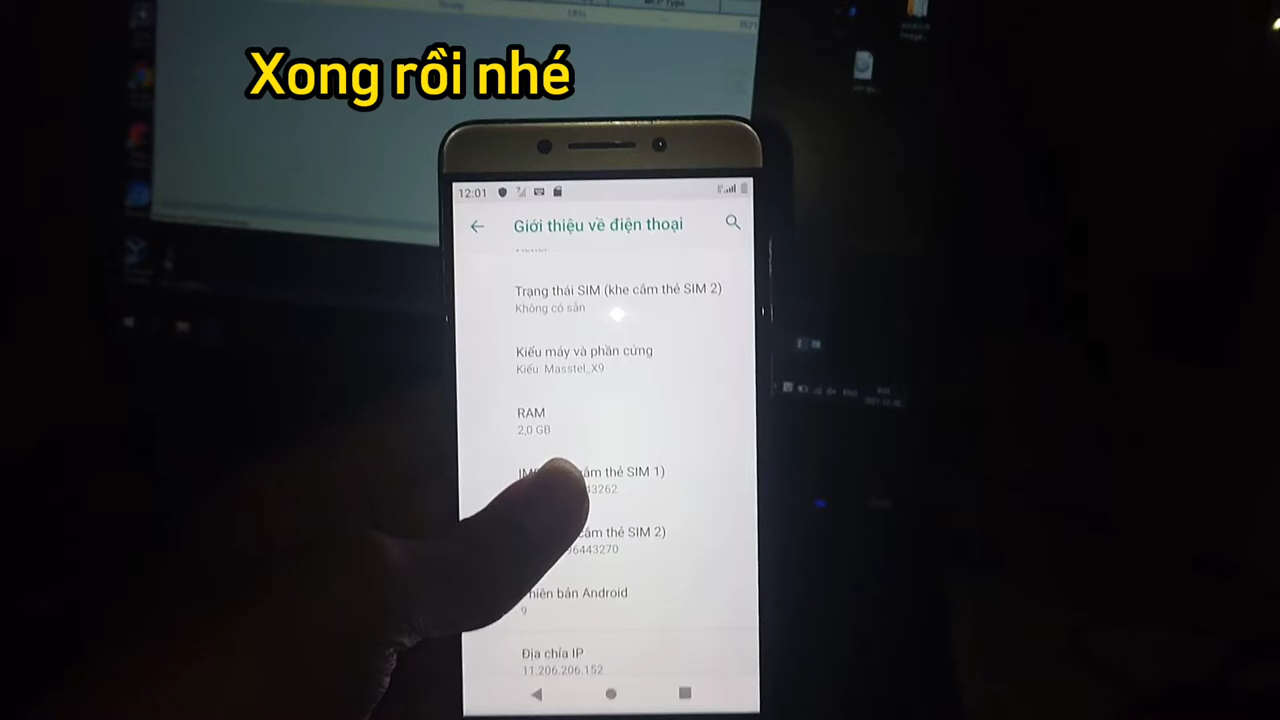 Xong rồi nhé
12:01
Giới thiệu về điện thoại
Trạng thái SIM (khe cắm thẻ SIM 2)
Không có sẵn
Kiểu máy và phần cứng
Kiểu: Masstel_X9
RAM
2,0 GB
cắm thẻ SIM 1)
43262
cắm thẻ SIM 2)
96443270
hiên bản Android
9
Địa chỉ IP
11.206.206.152